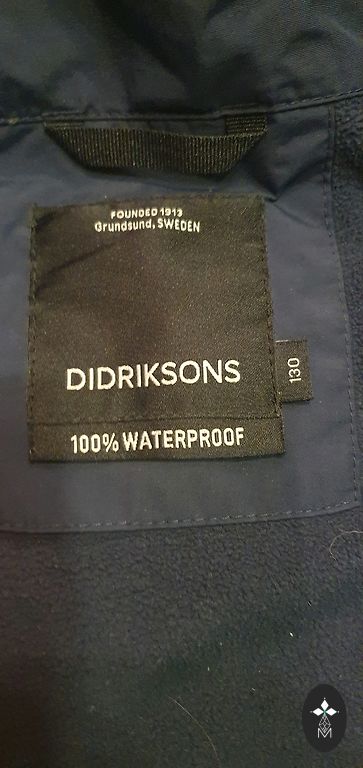 FOUNDED 1913
Grundsund, SWEDEN
DIDRIKSONS
130
100% WATERPROOF
M